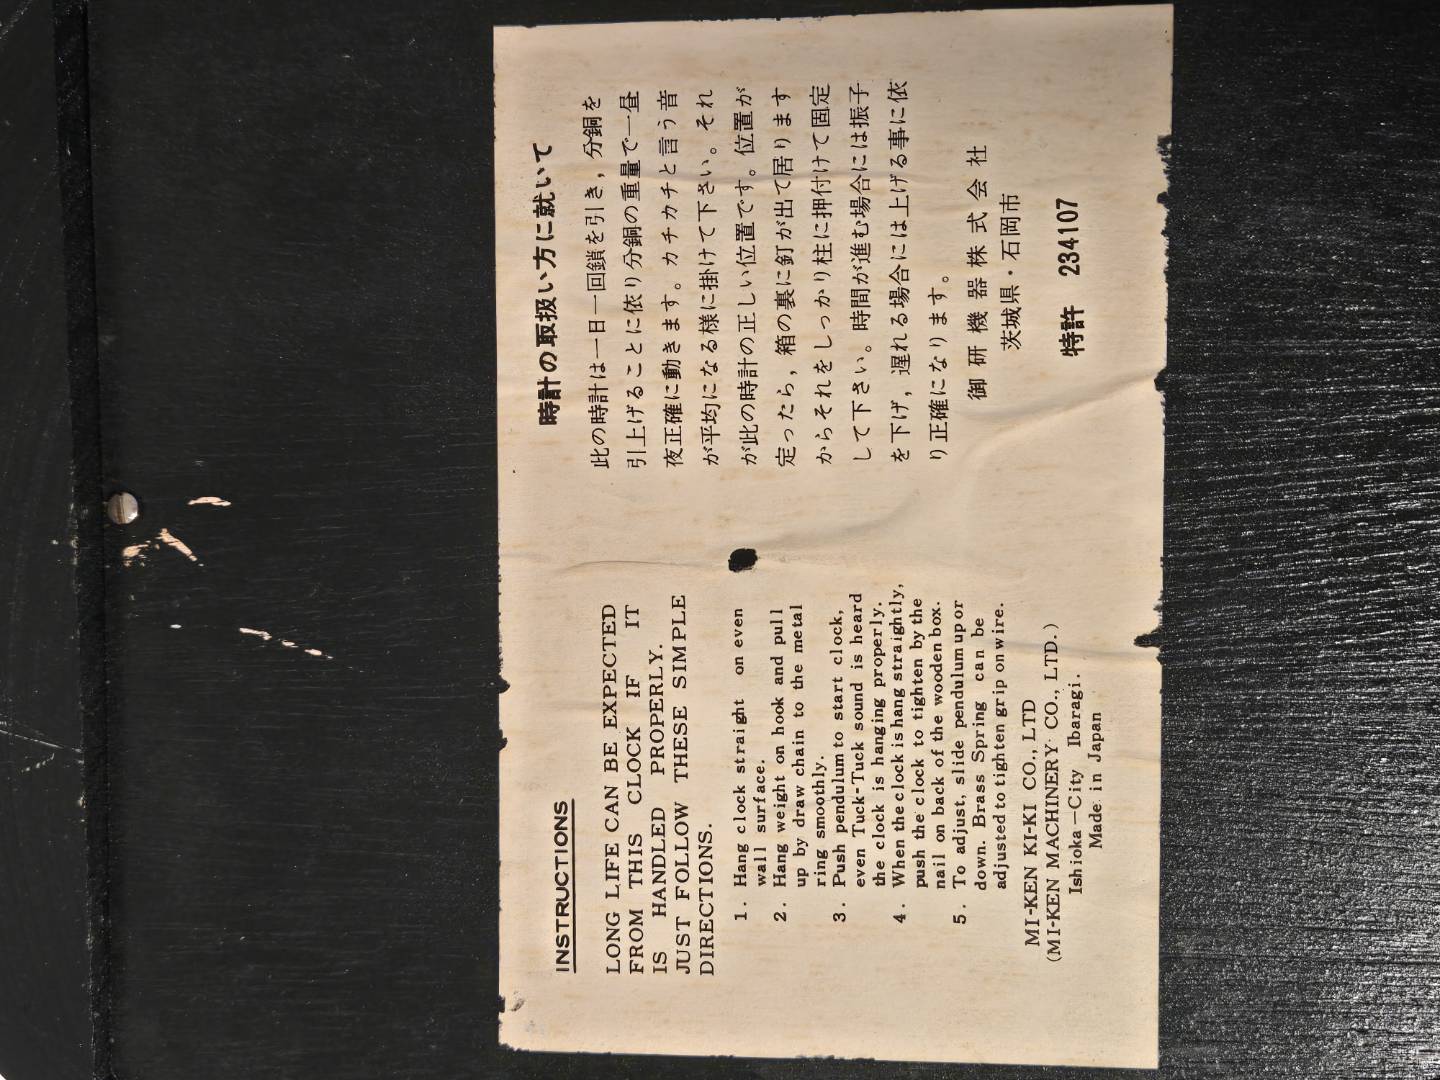 INSTRUCTIONS
LONG LIFE CAN BE EXPECTED
FROM THIS CLOCK IF IT
IS HANDLED PROPERLY.
JUST FOLLOW THESE SIMPLE
DIRECTIONS.
1. Hang clock straight on even
wall surface.
2. Hang weight on hook and pull
up by draw chain to the metal
ring smoothly.
3. Push pendulum to start clock,
even Tuck-Tuck sound is heard
the clock is hanging properly.
4. When the clock is hang straightly,
push the clock to tighten by the
nail on back of the wooden box.
5. To adjust, slide pendulum up or
down. Brass Spring can be
adjusted to tighten grip on wire.
MI-KEN KI-KI CO., LTD
(MI-KEN MACHINERY CO., LTD.)
Ishioka-City Ibaragi.
Made in Japan
時計の取扱い方に就いて
此の時計は一日一回鎖を引き，分銅を
引上げることに依り分銅の重量で一昼
夜正確に動きます。カチカチと言う音
が平均になる様に掛けて下さい。それ
が此の時計の正しい位置です。位置が
定ったら，箱の裏に釘が出て居ります
からそれをしっかり柱に押付けて固定
して下さい。時間が進む場合には振子
を下げ，遅れる場合には上げる事に依
り正確になります。
御研機器株式会社
茨城県・石岡市
特許 234107